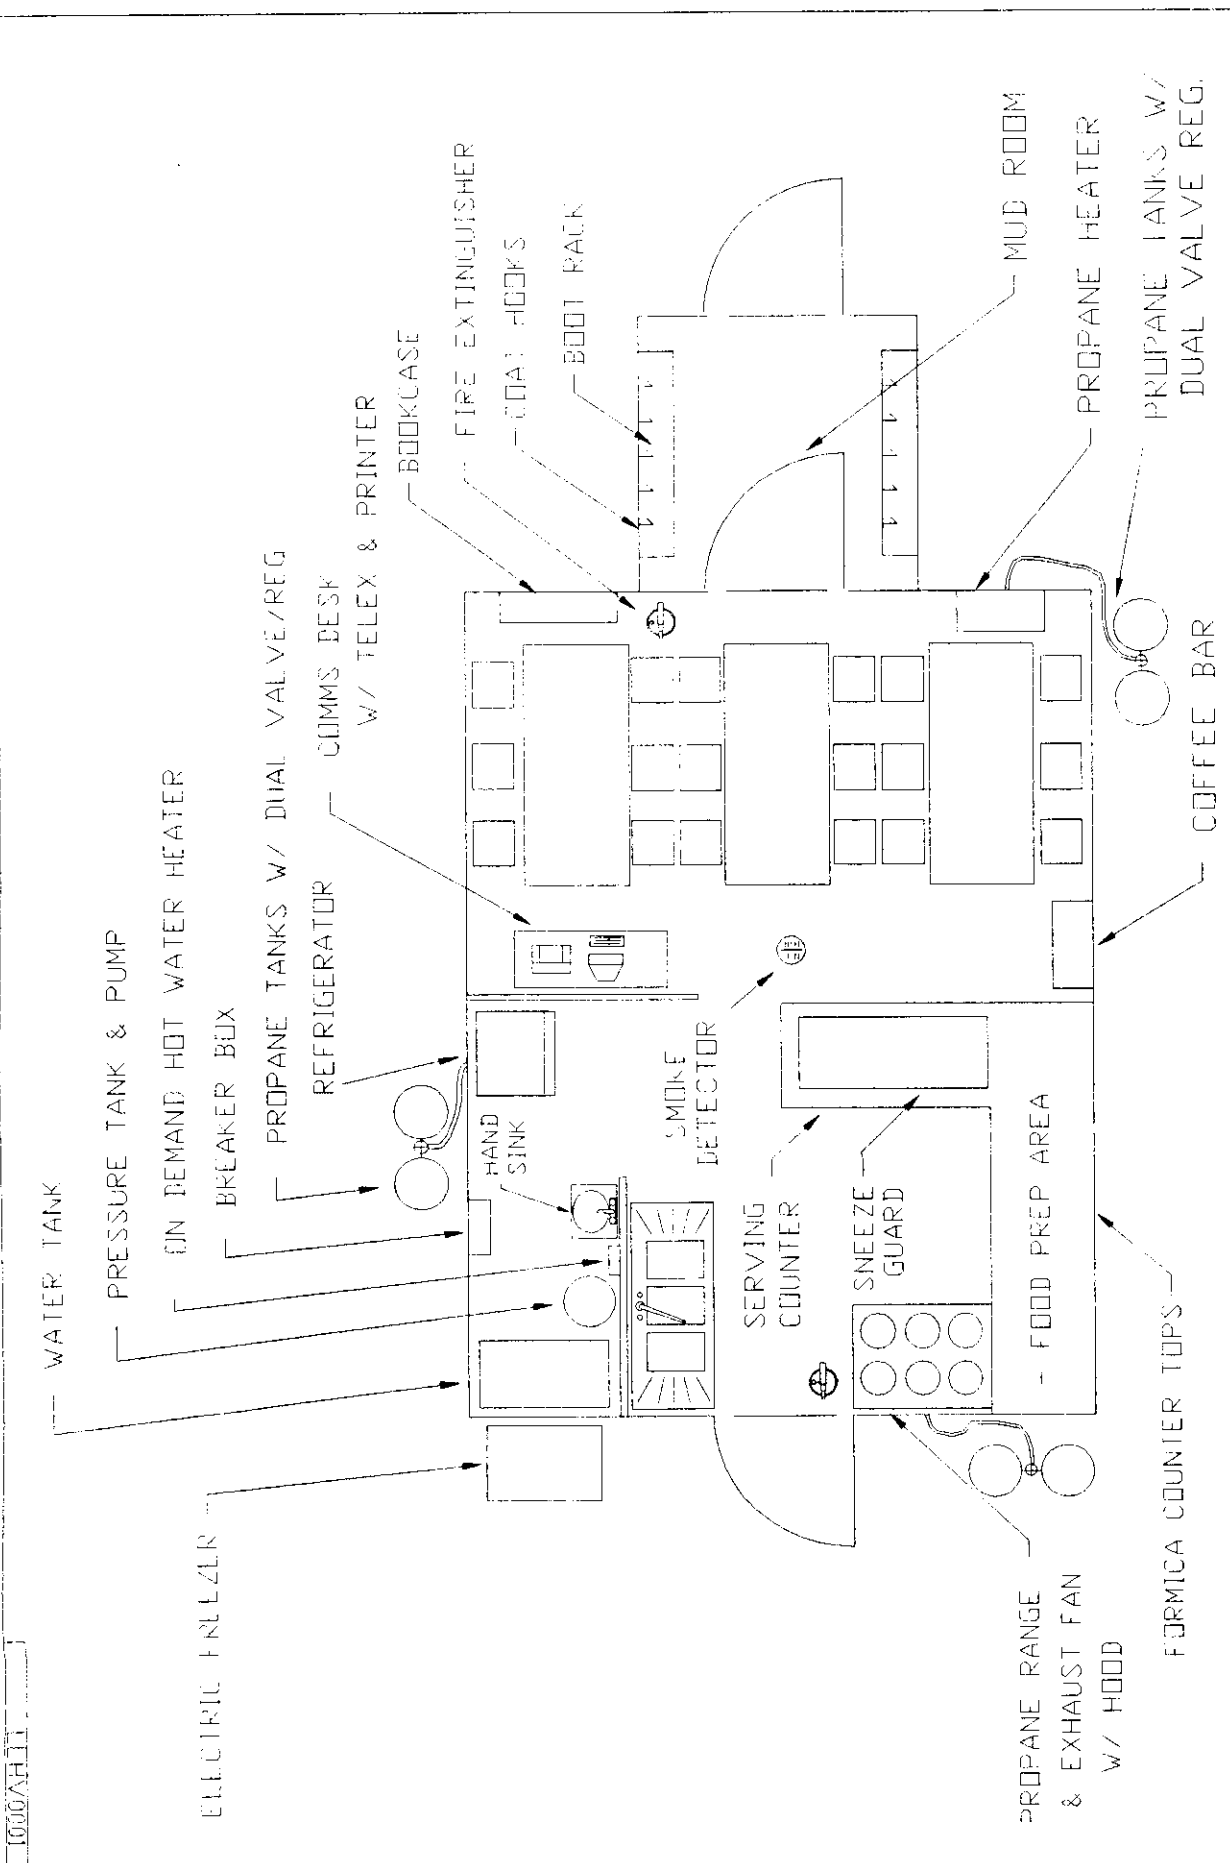 ELECTRIC FREEZER
WATER TANK
PRESSURE TANK & PUMP
ON DEMAND HOT WATER HEATER
BREAKER BOX
PROPANE TANKS W/ DUAL VALVE/REG
REFRIGERATOR
COMMS DESK
W/ TELEX & PRINTER
BOOKCASE
FIRE EXTINGUISHER
COAT HOOKS
BOOT RACK
HAND
SINK
SMOKE
DETECTOR
SERVING
COUNTER
SNEEZE
GUARD
- FOOD PREP AREA
MUD ROOM
PROPANE HEATER
PROPANE TANKS W/
DUAL VALVE REG.
COFFEE BAR
FORMICA COUNTER TOPS
PROPANE RANGE
& EXHAUST FAN
W/ HOOD